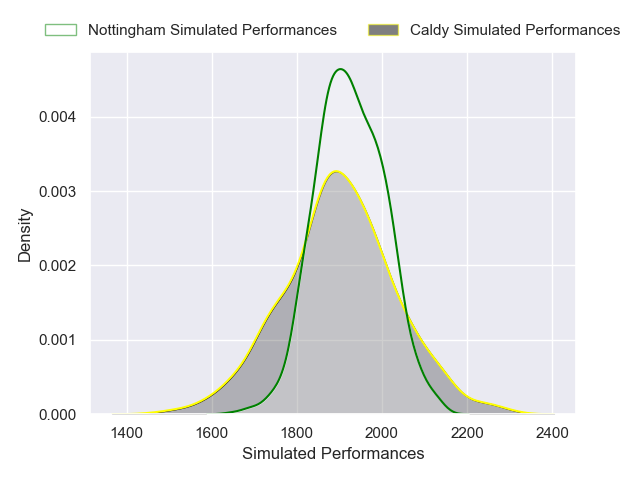 Nottingham Simulated Performances
Caldy Simulated Performances
Density
0.004
0.003
0.002
0.001
0.000
1400 1600 1800 2000 2200 2400
Simulated Performances